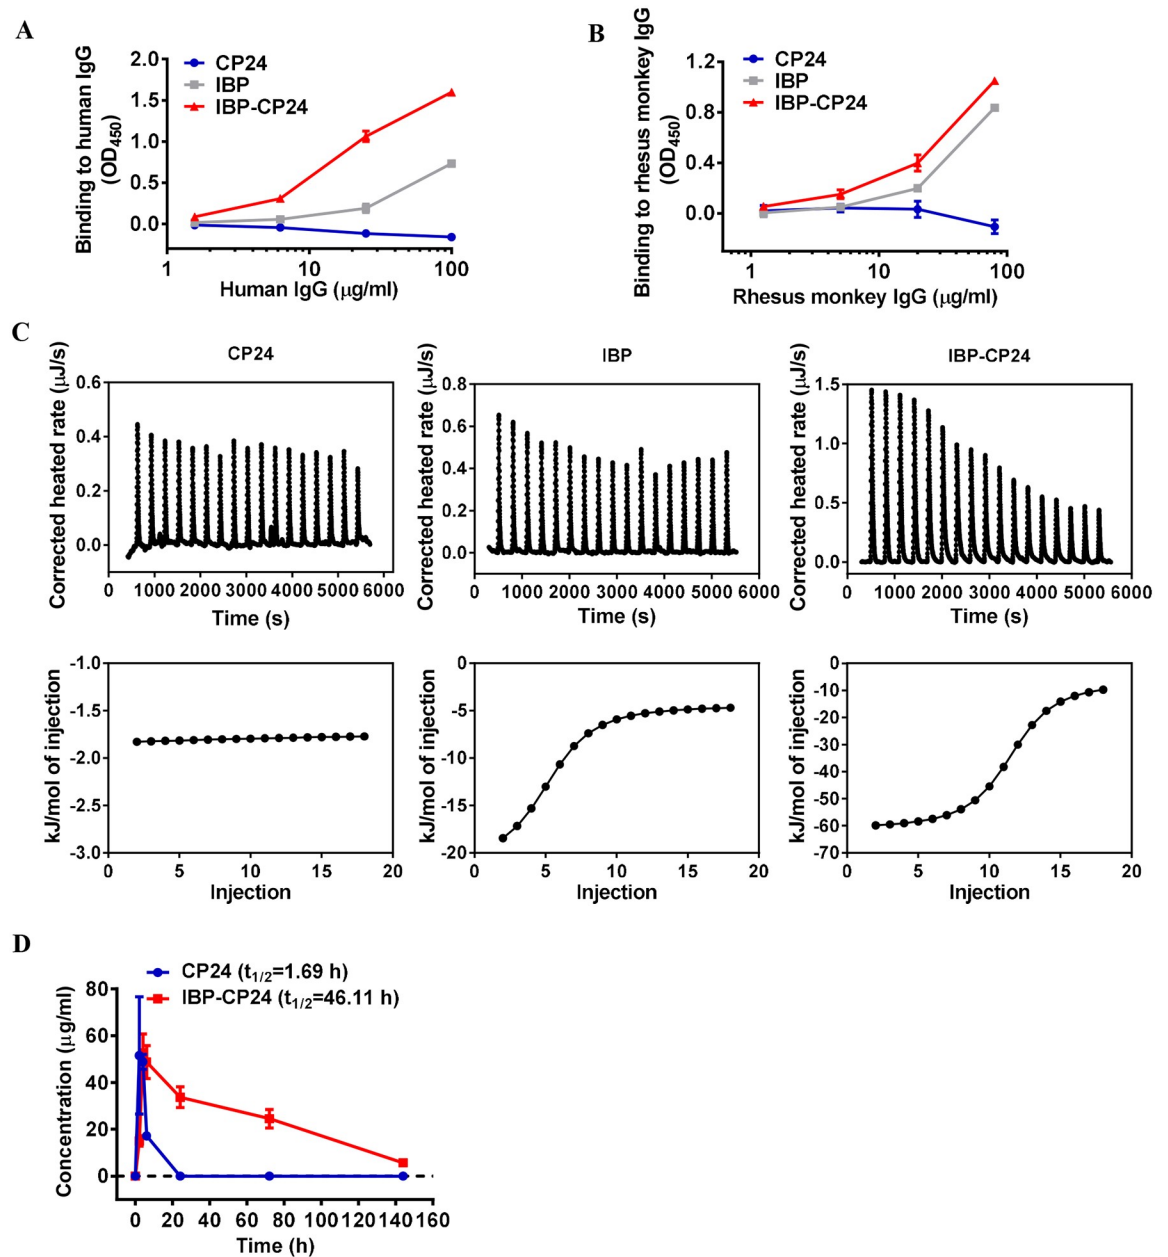 A
Binding to human IgG
(OD450)
2.0
1.5
1.0
0.5
0.0
CP24
IBP
IBP-CP24
1
10
100
Human IgG (μg/ml)
B
Binding to rhesus monkey IgG
(OD450)
1.2
0.8
0.4
0.0
CP24
IBP
IBP-CP24
1
10
100
Rhesus monkey IgG (μg/ml)
C
CP24
Corrected heated rate (μJ/s)
0.6
0.4
0.2
0.0
0 1000 2000 3000 4000 5000 6000
Time (s)
IBP
Corrected heated rate (μJ/s)
0.8
0.6
0.4
0.2
0.0
0 1000 2000 3000 4000 5000 6000
Time (s)
IBP-CP24
Corrected heated rate (μJ/s)
1.5
1.0
0.5
0.0
0 1000 2000 3000 4000 5000 6000
Time (s)
kJ/mol of injection
-1.0
-1.5
-2.0
-2.5
-3.0
0 5 10 15 20
Injection
kJ/mol of injection
0
-5
-10
-15
-20
0 5 10 15 20
Injection
kJ/mol of injection
0
-10
-20
-30
-40
-50
-60
-70
0 5 10 15 20
Injection
D
CP24 (t1/2=1.69 h)
IBP-CP24 (t1/2=46.11 h)
Concentration (μg/ml)
80
60
40
20
0
0 20 40 60 80 100 120 140 160
Time (h)